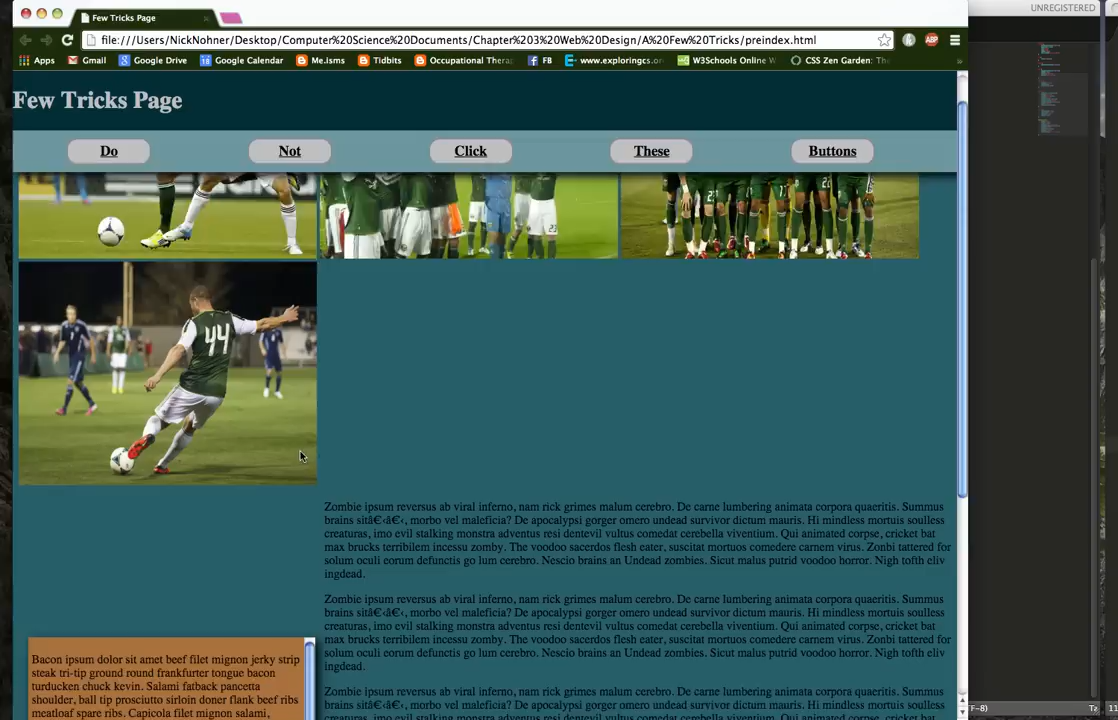 UNREGISTERED
Few Tricks Page
file:///Users/NickNohner/Desktop/Computer%20Science%20Documents/Chapter%203%20Web%20Design/A%20Few%20Tricks/preindex.html
ABP
Apps Gmail Google Drive 18 Google Calendar Me.isms Tidbits Occupational Thera FB www.exploringcs.or W3Schools Online W CSS Zen Garden: The »
Few Tricks Page
Do Not Click These Buttons
23
44
Zombie ipsum reversus ab viral inferno, nam rick grimes malum cerebro. De carne lumbering animata corpora quaeritis. Summus
brains sitâ€‹â€‹, morbo vel maleficia? De apocalypsi gorger omero undead survivor dictum mauris. Hi mindless mortuis soulless
creaturas, imo evil stalking monstra adventus resi dentevil vultus comedat cerebella viventium. Qui animated corpse, cricket bat
max brucks terribilem incessu zomby. The voodoo sacerdos flesh eater, suscitat mortuos comedere carnem virus. Zonbi tattered for
solum oculi eorum defunctis go lum cerebro. Nescio brains an Undead zombies. Sicut malus putrid voodoo horror. Nigh tofth eliv
ingdead.
Zombie ipsum reversus ab viral inferno, nam rick grimes malum cerebro. De carne lumbering animata corpora quaeritis. Summus
brains sitâ€‹â€‹, morbo vel maleficia? De apocalypsi gorger omero undead survivor dictum mauris. Hi mindless mortuis soulless
creaturas, imo evil stalking monstra adventus resi dentevil vultus comedat cerebella viventium. Qui animated corpse, cricket bat
max brucks terribilem incessu zomby. The voodoo sacerdos flesh eater, suscitat mortuos comedere carnem virus. Zonbi tattered for
solum oculi eorum defunctis go lum cerebro. Nescio brains an Undead zombies. Sicut malus putrid voodoo horror. Nigh tofth eliv
ingdead.
Zombie ipsum reversus ab viral inferno, nam rick grimes malum cerebro. De carne lumbering animata corpora quaeritis. Summus
Bacon ipsum dolor sit amet beef filet mignon jerky strip
steak tri-tip ground round frankfurter tongue bacon
turducken chuck kevin. Salami fatback pancetta
shoulder, ball tip prosciutto sirloin doner flank beef ribs
meatloaf spare ribs. Capicola filet mignon salami,
F-8)